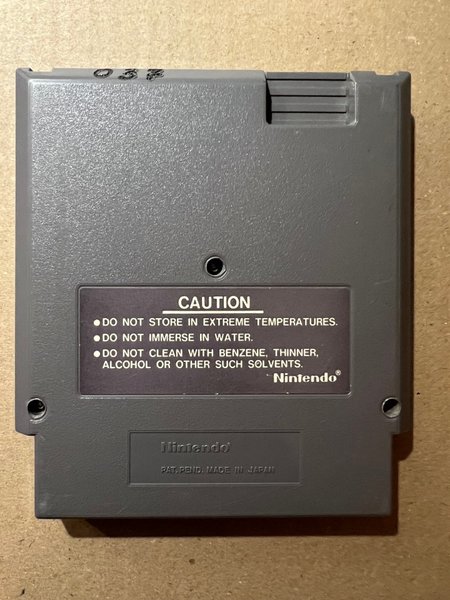 CAUTION
●DO NOT STORE IN EXTREME TEMPERATURES.
●DO NOT IMMERSE IN WATER.
●DO NOT CLEAN WITH BENZENE, THINNER,
ALCOHOL OR OTHER SUCH SOLVENTS.
Nintendo®
Nintendo®
PAT. PEND. MADE IN JAPAN